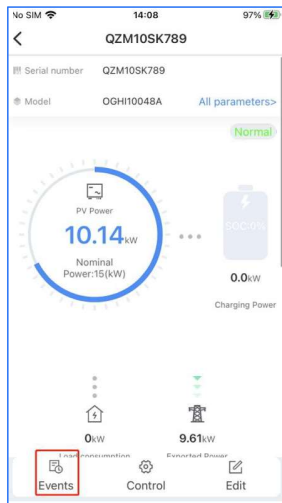 No SIM 14:08 97%
QZM10SK789
Serial number QZM10SK789
Model OGHI10048A All parameters>
Normal
PV Power
10.14kW
Nominal Power:15(kW)
0.0kW
Charging Power
0kW 9.61kW
Load consumption Exported Power
Events Control Edit